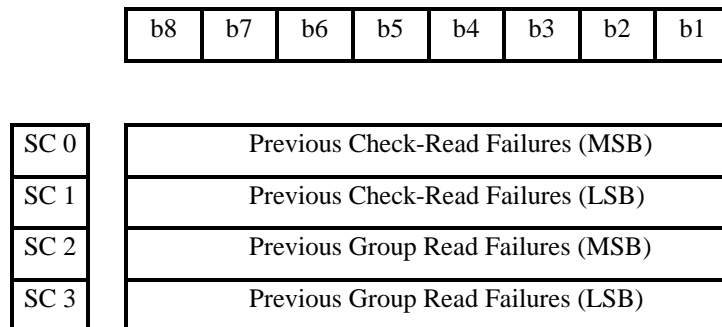 b8 b7 b6 b5 b4 b3 b2 b1
SC 0 Previous Check-Read Failures (MSB)
SC 1 Previous Check-Read Failures (LSB)
SC 2 Previous Group Read Failures (MSB)
SC 3 Previous Group Read Failures (LSB)